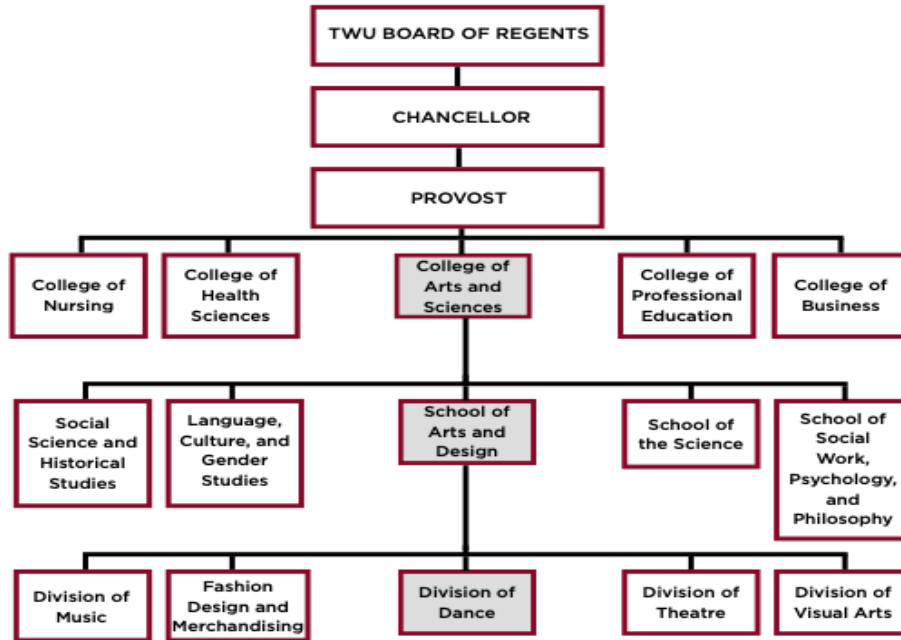 TWU BOARD OF REGENTS
CHANCELLOR
PROVOST
College of
Nursing
College of
Health
Sciences
College of
Arts and
Sciences
College of
Professional
Education
College of
Business
Social
Science and
Historical
Studies
Language,
Culture, and
Gender
Studies
School of
Arts and
Design
School of
the Science
School of
Social
Work,
Psychology,
and
Philosophy
Division of
Music
Fashion
Design and
Merchandising
Division of
Dance
Division of
Theatre
Division of
Visual Arts